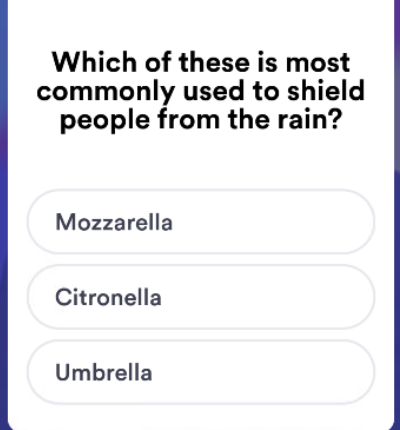 Which of these is most
commonly used to shield
people from the rain?
Mozzarella
Citronella
Umbrella